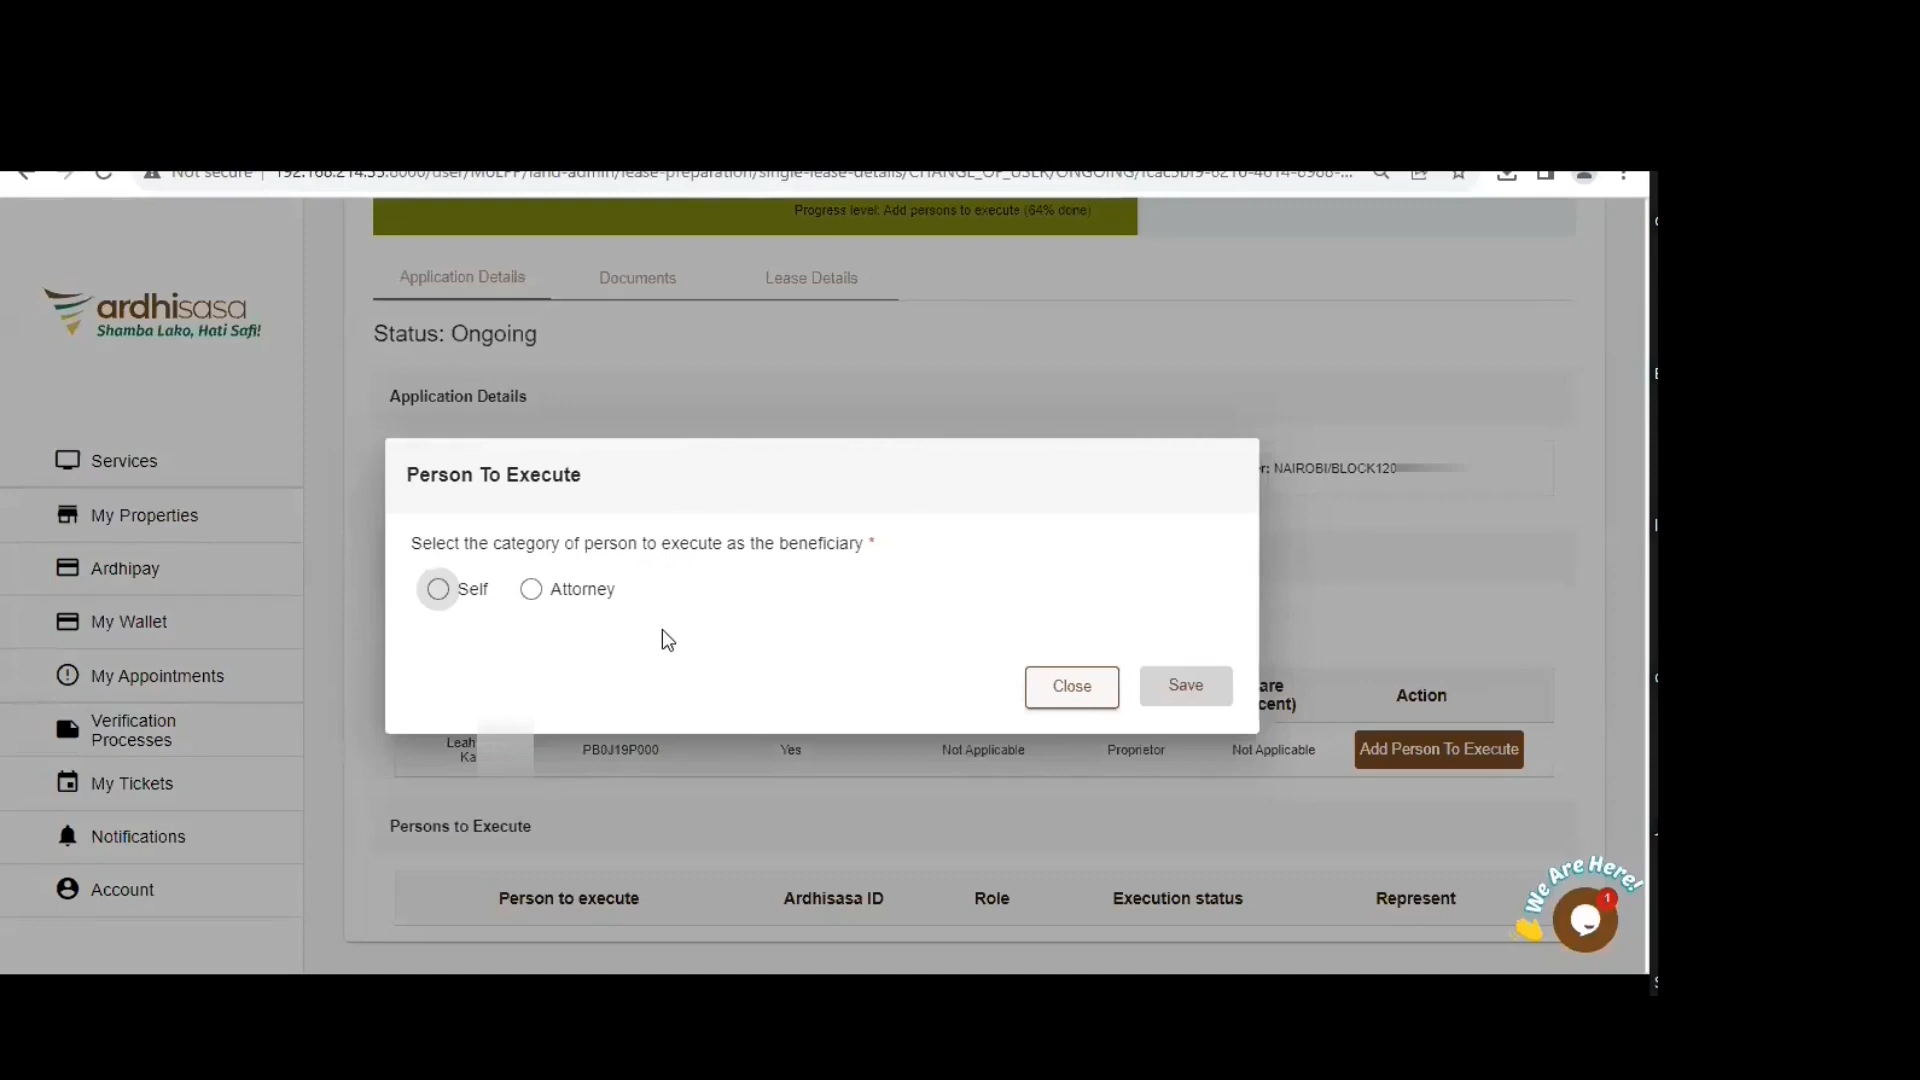 Not secure
Progress level: Add persons to execute (64% done)
Application Details
Documents
Lease Details
ardhisasa
Shamba Lako, Hati Safi!
Status: Ongoing
Application Details
Services
My Properties
Ardhipay
My Wallet
My Appointments
Verification
Processes
My Tickets
Notifications
Account
Person To Execute
r: NAIROBI/BLOCK120
Select the category of person to execute as the beneficiary *
Self
Attorney
Close
Save
are
cent)
Action
Leah
Ka
PB0J19P000
Yes
Not Applicable
Proprietor
Not Applicable
Add Person To Execute
Persons to Execute
Person to execute
Ardhisasa ID
Role
Execution status
Represent
We Are Here!
1